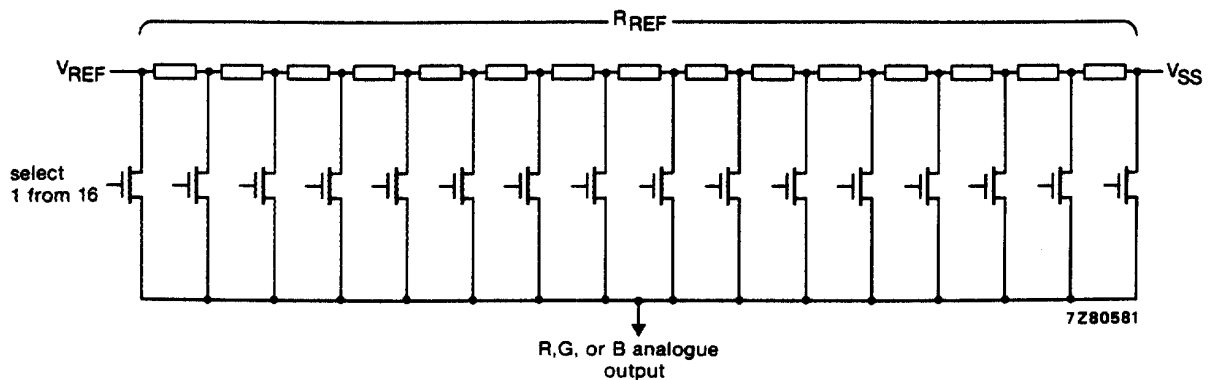 RREF
VREF
VSS
select
1 from 16
7Z80581
R,G, or B analogue
output